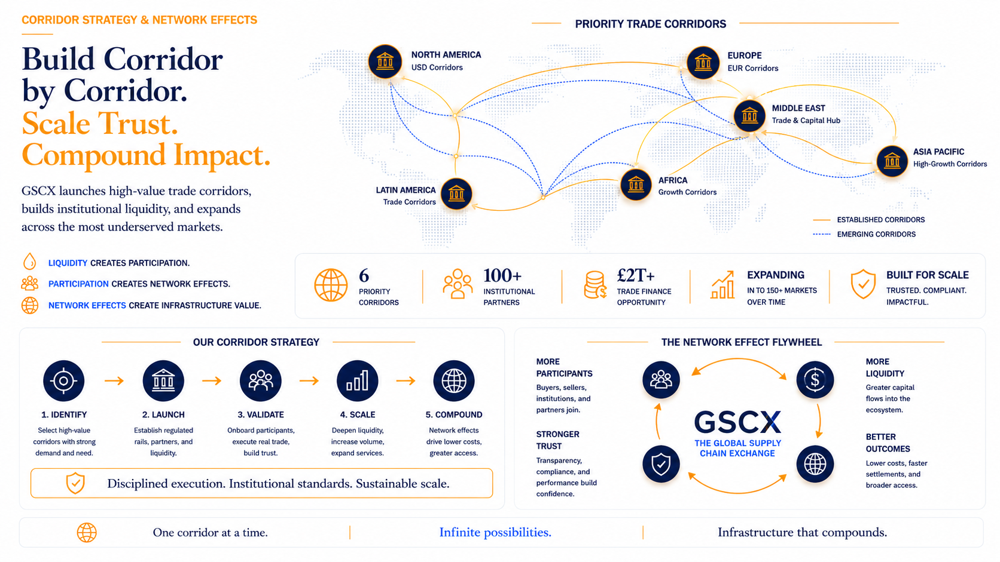 CORRIDOR STRATEGY & NETWORK EFFECTS
Build Corridor
by Corridor.
Scale Trust.
Compound Impact.
GSCX launches high-value trade corridors,
builds institutional liquidity, and expands
across the most underserved markets.
LIQUIDITY CREATES PARTICIPATION.
PARTICIPATION CREATES NETWORK EFFECTS.
NETWORK EFFECTS CREATE INFRASTRUCTURE VALUE.
PRIORITY TRADE CORRIDORS
NORTH AMERICA
USD Corridors
EUROPE
EUR Corridors
MIDDLE EAST
Trade & Capital Hub
ASIA PACIFIC
High-Growth Corridors
AFRICA
Growth Corridors
LATIN AMERICA
Trade Corridors
ESTABLISHED CORRIDORS
EMERGING CORRIDORS
6
PRIORITY
CORRIDORS
100+
INSTITUTIONAL
PARTNERS
£2T+
TRADE FINANCE
OPPORTUNITY
EXPANDING
IN TO 150+ MARKETS
OVER TIME
BUILT FOR SCALE
TRUSTED. COMPLIANT.
IMPACTFUL.
OUR CORRIDOR STRATEGY
1. IDENTIFY
Select high-value
corridors with strong
demand and need.
2. LAUNCH
Establish regulated
rails, partners, and
liquidity.
3. VALIDATE
Onboard participants,
execute real trade,
build trust.
4. SCALE
Deepen liquidity,
increase volume,
expand services.
5. COMPOUND
Network effects
drive lower costs,
greater access.
Disciplined execution. Institutional standards. Sustainable scale.
THE NETWORK EFFECT FLYWHEEL
MORE
PARTICIPANTS
Buyers, sellers,
institutions, and
partners join.
STRONGER
TRUST
Transparency,
compliance, and
performance build
confidence.
$
GSCX
THE GLOBAL SUPPLY
CHAIN EXCHANGE
MORE
LIQUIDITY
Greater capital
flows into the
ecosystem.
BETTER
OUTCOMES
Lower costs, faster
settlements, and
broader access.
One corridor at a time.
Infinite possibilities.
Infrastructure that compounds.